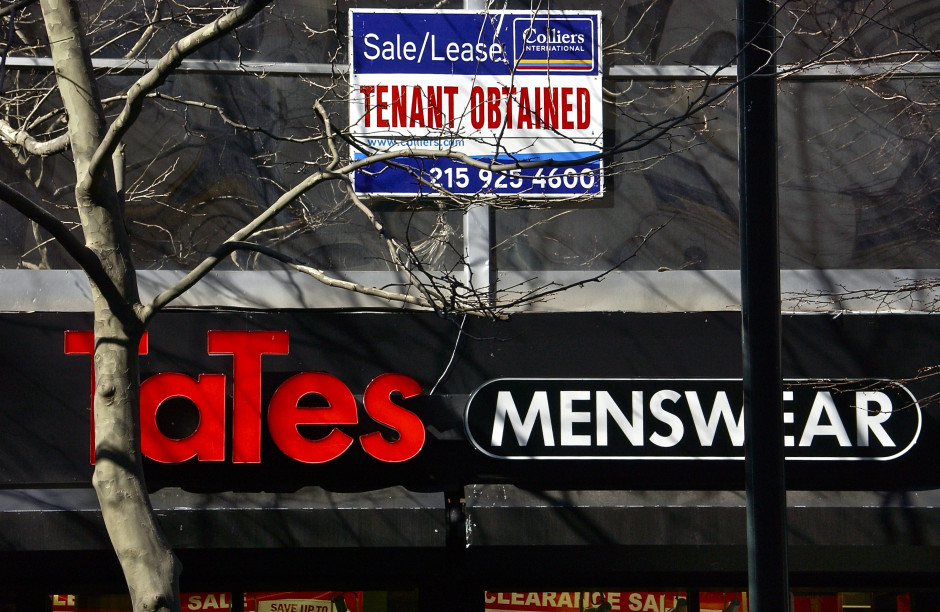 Sale/Lease
Colliers
INTERNATIONAL
TENANT OBTAINED
www.colliers.com
215 925 4600
TaTes
MENSWEAR
SALE
SAVE UP TO
CLEARANCE SALE